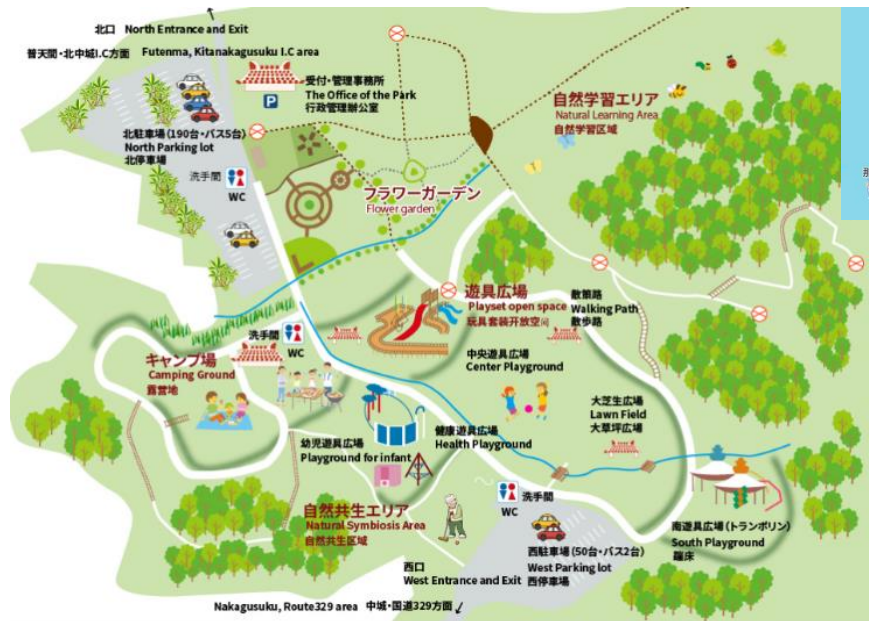 北口 North Entrance and Exit
普天間・北中城I.C方面 Futenma, Kitanakagusuku I.C area
受付・管理事務所
The Office of the Park
行政管理辦公室
P
北駐車場(190台・バス5台)
North Parking lot
北停車場
洗手間
WC
自然学習エリア
Natural Learning Area
自然學習区域
フラワーガーデン
Flower garden
遊具広場
Playset open space
玩具套装开放空间
散策路
Walking Path
散歩路
洗手間
WC
キャンプ場
Camping Ground
露営地
中央遊具広場
Center Playground
大芝生広場
Lawn Field
大草坪広場
幼児遊具広場
Playground for infant
健康遊具広場
Health Playground
自然共生エリア
Natural Symbiosis Area
自然共生区域
洗手間
WC
西駐車場(50台・バス2台)
West Parking lot
西停車場
南遊具広場(トランポリン)
South Playground
蹦床
西口
West Entrance and Exit
Nakagusuku, Route329 area 中城・国道329方面